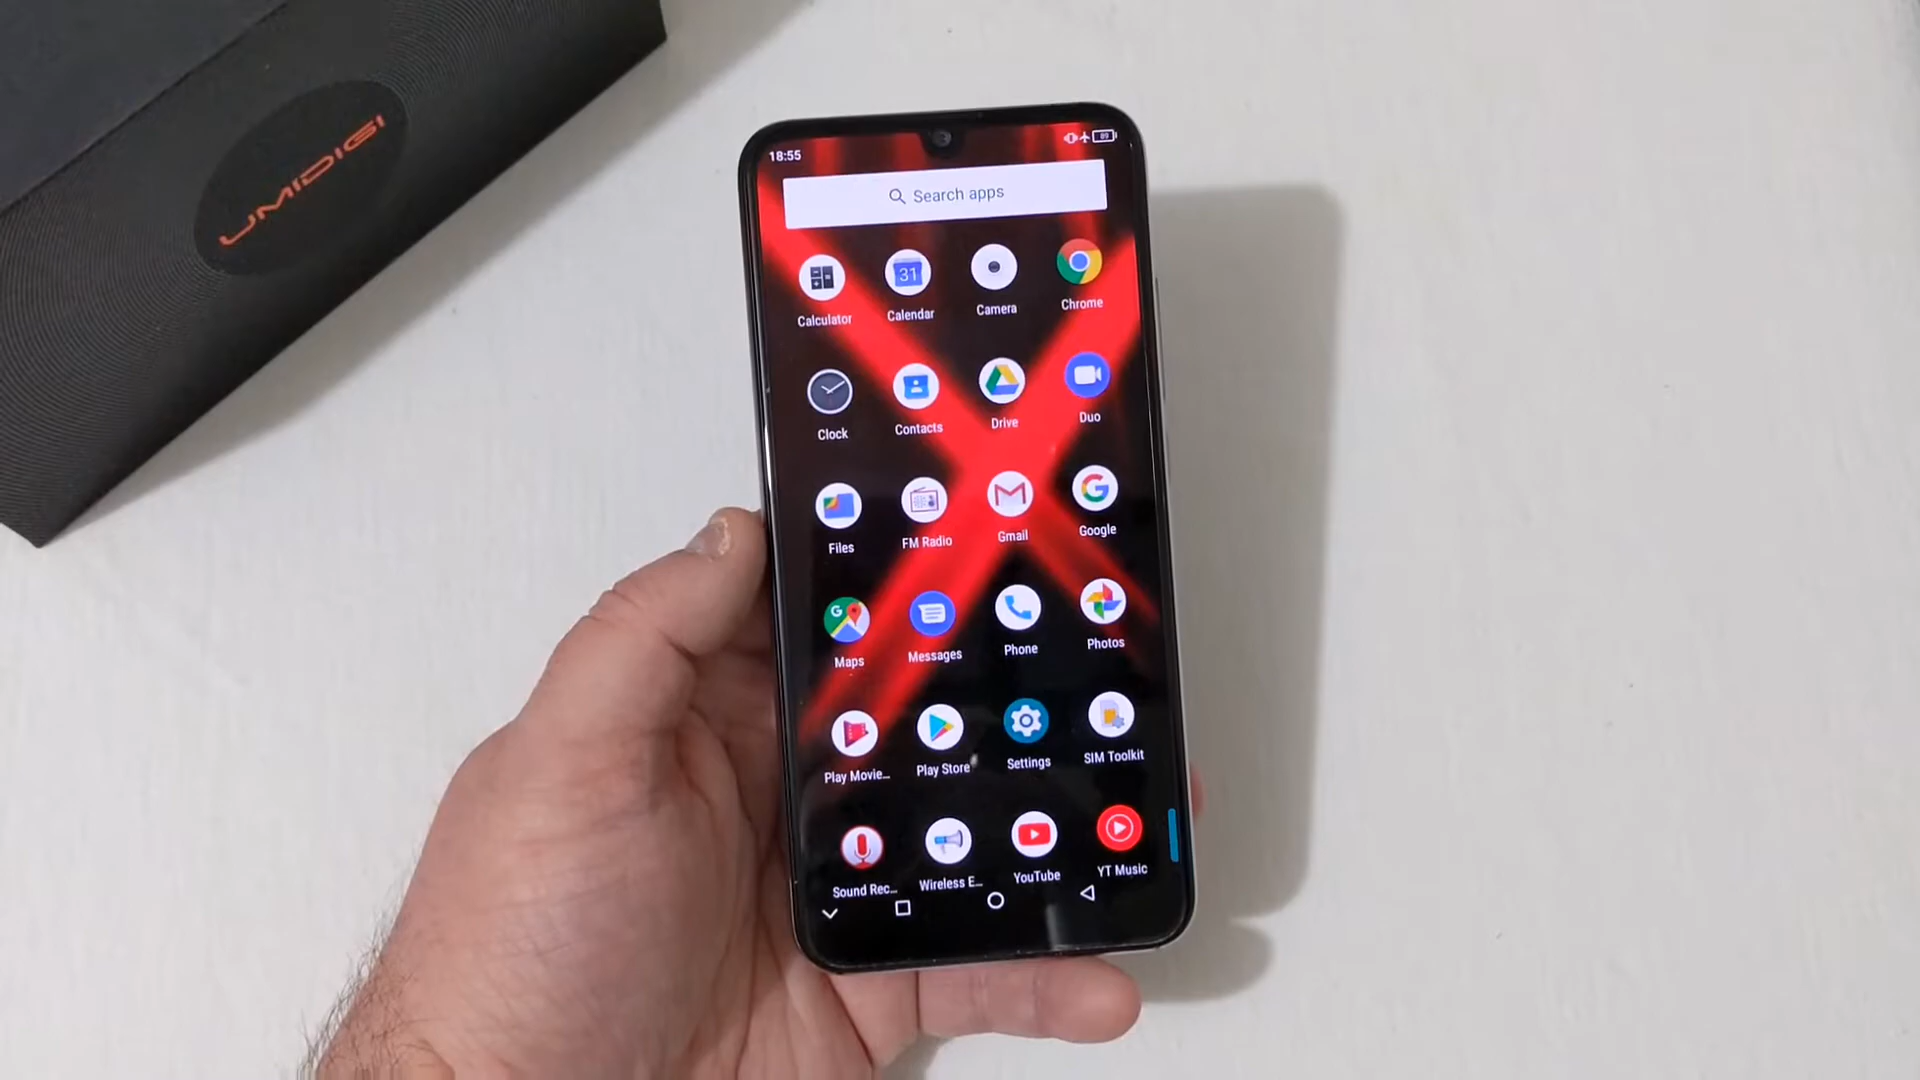 UMIDIGI
18:55
89
Search apps
31
Calculator
Calendar
Camera
Chrome
Clock
Contacts
Drive
Duo
Files
FM Radio
Gmail
Google
Maps
Messages
Phone
Photos
Play Movie...
Play Store
Settings
SIM Toolkit
Sound Rec...
Wireless E...
YouTube
YT Music